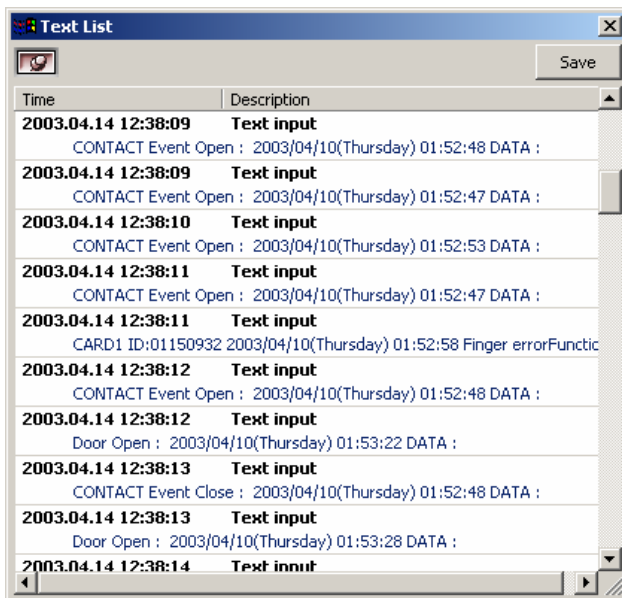 Text List
Save
Time Description
2003.04.14 12:38:09 Text input
CONTACT Event Open : 2003/04/10(Thursday) 01:52:48 DATA :
2003.04.14 12:38:09 Text input
CONTACT Event Open : 2003/04/10(Thursday) 01:52:47 DATA :
2003.04.14 12:38:10 Text input
CONTACT Event Open : 2003/04/10(Thursday) 01:52:53 DATA :
2003.04.14 12:38:11 Text input
CONTACT Event Open : 2003/04/10(Thursday) 01:52:47 DATA :
2003.04.14 12:38:11 Text input
CARD1 ID:01150932 2003/04/10(Thursday) 01:52:58 Finger errorFunctic
2003.04.14 12:38:12 Text input
CONTACT Event Open : 2003/04/10(Thursday) 01:52:48 DATA :
2003.04.14 12:38:12 Text input
Door Open : 2003/04/10(Thursday) 01:53:22 DATA :
2003.04.14 12:38:13 Text input
CONTACT Event Close : 2003/04/10(Thursday) 01:52:48 DATA :
2003.04.14 12:38:13 Text input
Door Open : 2003/04/10(Thursday) 01:53:28 DATA :
2003.04.14 12:38:14 Text input